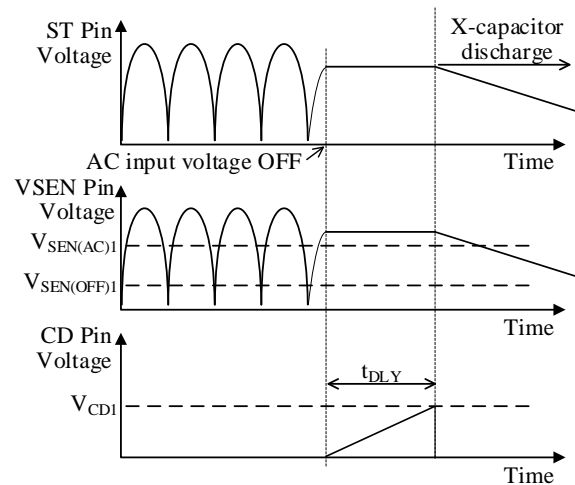 ST Pin
Voltage
X-capacitor
discharge
AC input voltage OFF
Time
VSEN Pin
Voltage
VSEN(AC)1
VSEN(OFF)1
Time
CD Pin
Voltage
tDLY
VCD1
Time